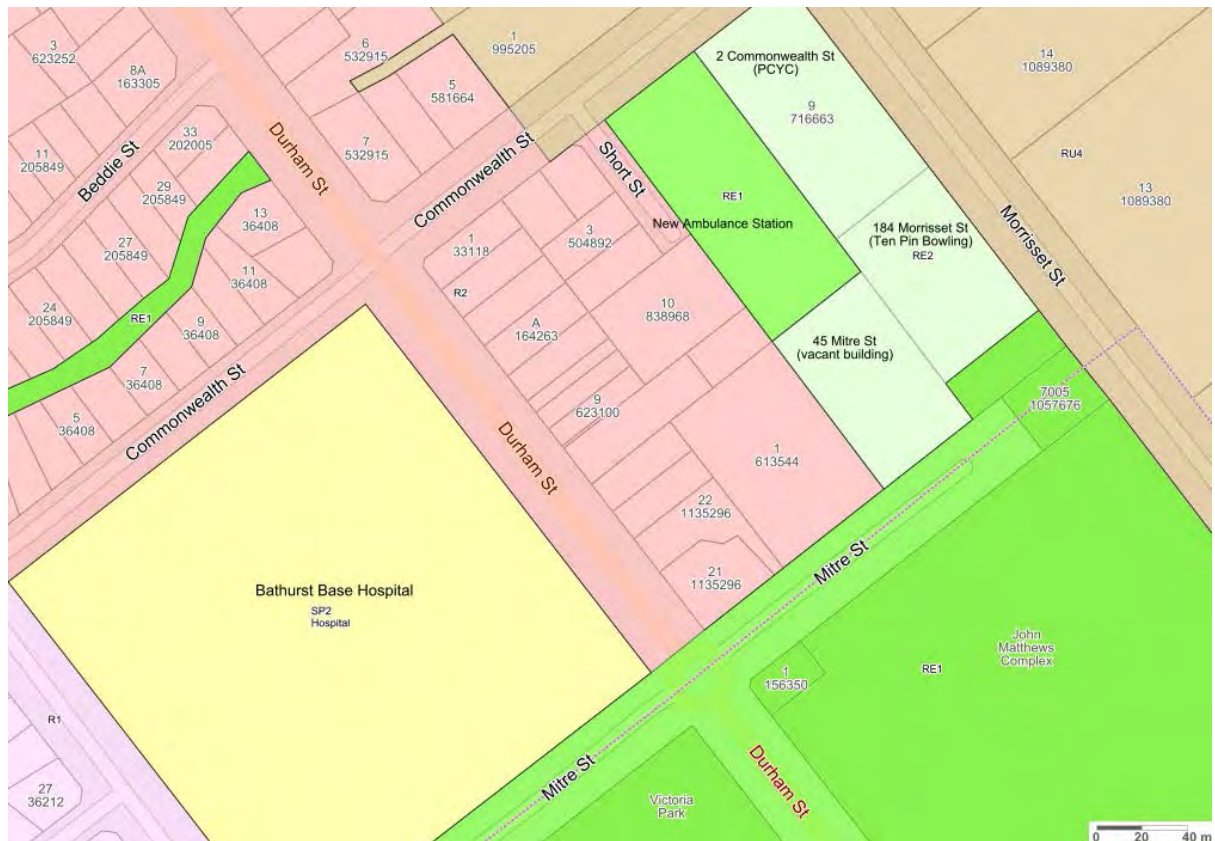 3
623252
8A
163305
6
532915
1
995205
5
581664
7
532915
2 Commonwealth St
(PCYC)
9
716663
14
1089380
RU4
13
1089380
11
205849
Beddie St
33
202005
29
205849
27
205849
24
205849
Durham St
13
36408
11
36408
9
36408
7
36408
5
36408
RE1
Commonwealth St
Commonwealth St
Short St
1
33118
3
504892
R2
A
164263
10
838968
9
623100
RE1
New Ambulance Station
184 Morrisset St
(Ten Pin Bowling)
RE2
Morrisset St
45 Mitre St
(vacant building)
7005
1057676
1
613544
22
1135296
21
1135296
Durham St
Mitre St
Bathurst Base Hospital
SP2
Hospital
John
Matthews
Complex
RE1
1
156350
R1
27
36212
Mitre St
Victoria
Park
Durham St
0 20 40 m